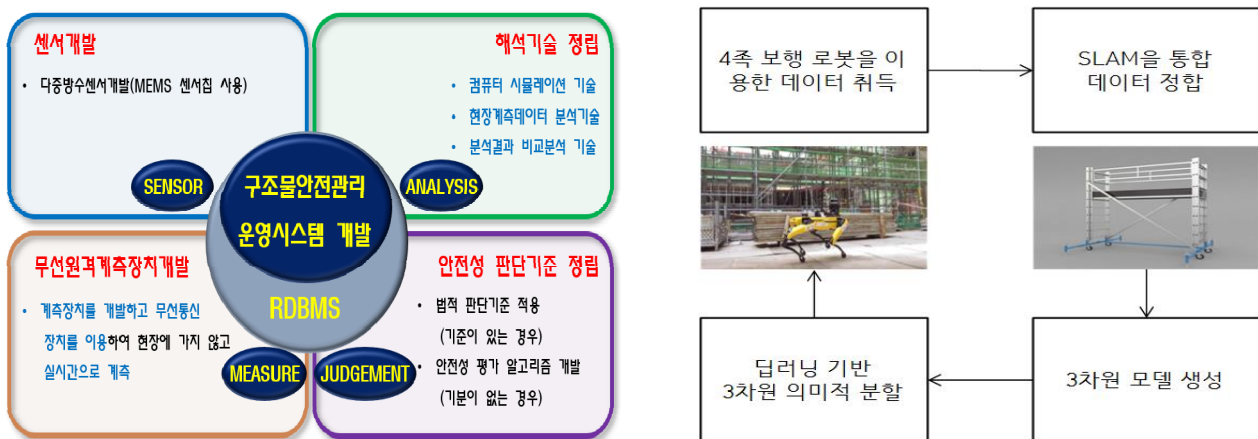 센서개발
• 다중방수센서개발(MEMS 센서칩 사용)
SENSOR
해석기술 정립
• 컴퓨터 시뮬레이션 기술
• 현장계측데이터 분석기술
• 분석결과 비교분석 기술
ANALYSIS
구조물안전관리
운영시스템 개발
RDBMS
무선원격계측장치개발
• 계측장치를 개발하고 무선통신
장치를 이용하여 현장에 가지 않고
실시간으로 계측
MEASURE
안전성 판단기준 정립
• 법적 판단기준 적용
(기준이 있는 경우)
• 안전성 평가 알고리즘 개발
(기분이 없는 경우)
JUDGEMENT
4족 보행 로봇을 이
용한 데이터 취득
SLAM을 통합
데이터 정합
딥러닝 기반
3차원 의미적 분할
3차원 모델 생성